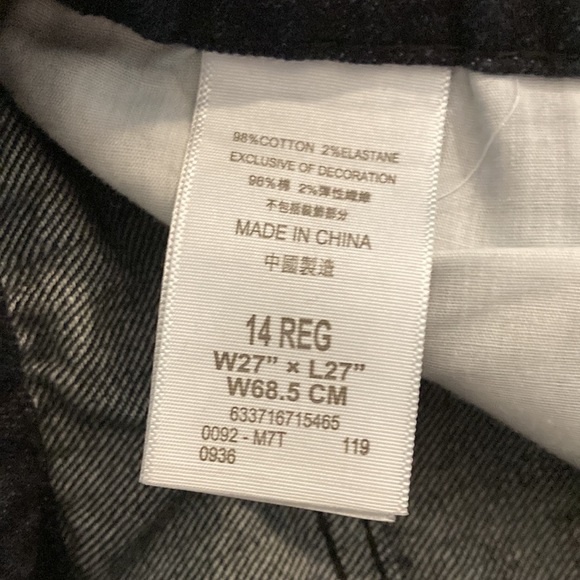 98%COTTON 2%ELASTANE
EXCLUSIVE OF DECORATION
98%棉 2%彈性纖維
不包括裝飾部分
MADE IN CHINA
中國製造
14 REG
W27” × L27”
W68.5 CM
633716715465
0092 - M7T 119
0936